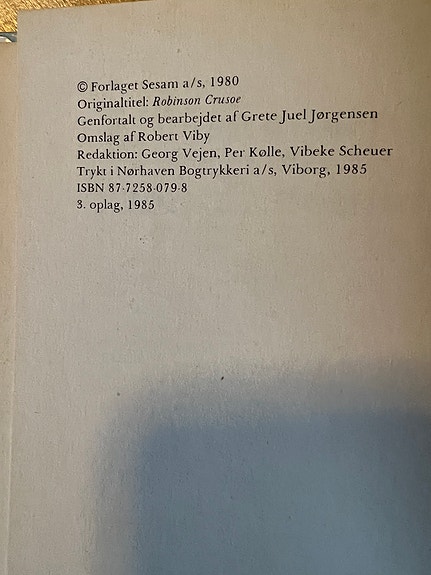 © Forlaget Sesam a/s, 1980
Originaltitel: Robinson Crusoe
Genfortalt og bearbejdet af Grete Juel Jørgensen
Omslag af Robert Viby
Redaktion: Georg Vejen, Per Kølle, Vibeke Scheuer
Trykt i Nørhaven Bogtrykkeri a/s, Viborg, 1985
ISBN 87-7258-079-8
3. oplag, 1985